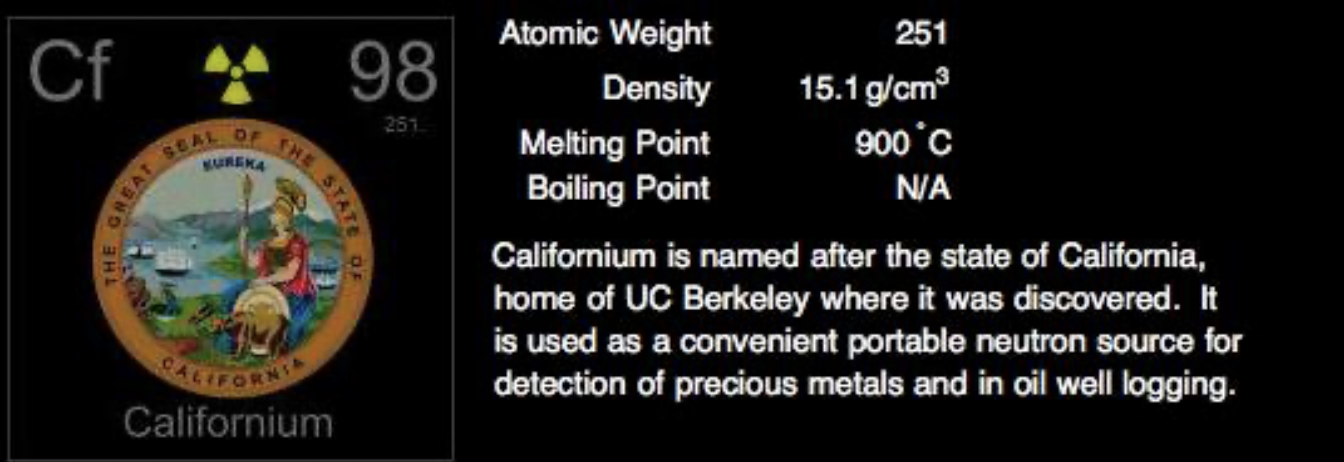 Cf
98
251
THE GREAT SEAL OF THE STATE OF
EUREKA
CALIFORNIA
Californium
Atomic Weight 251
Density 15.1 g/cm³
Melting Point 900 °C
Boiling Point N/A
Californium is named after the state of California,
home of UC Berkeley where it was discovered. It
is used as a convenient portable neutron source for
detection of precious metals and in oil well logging.